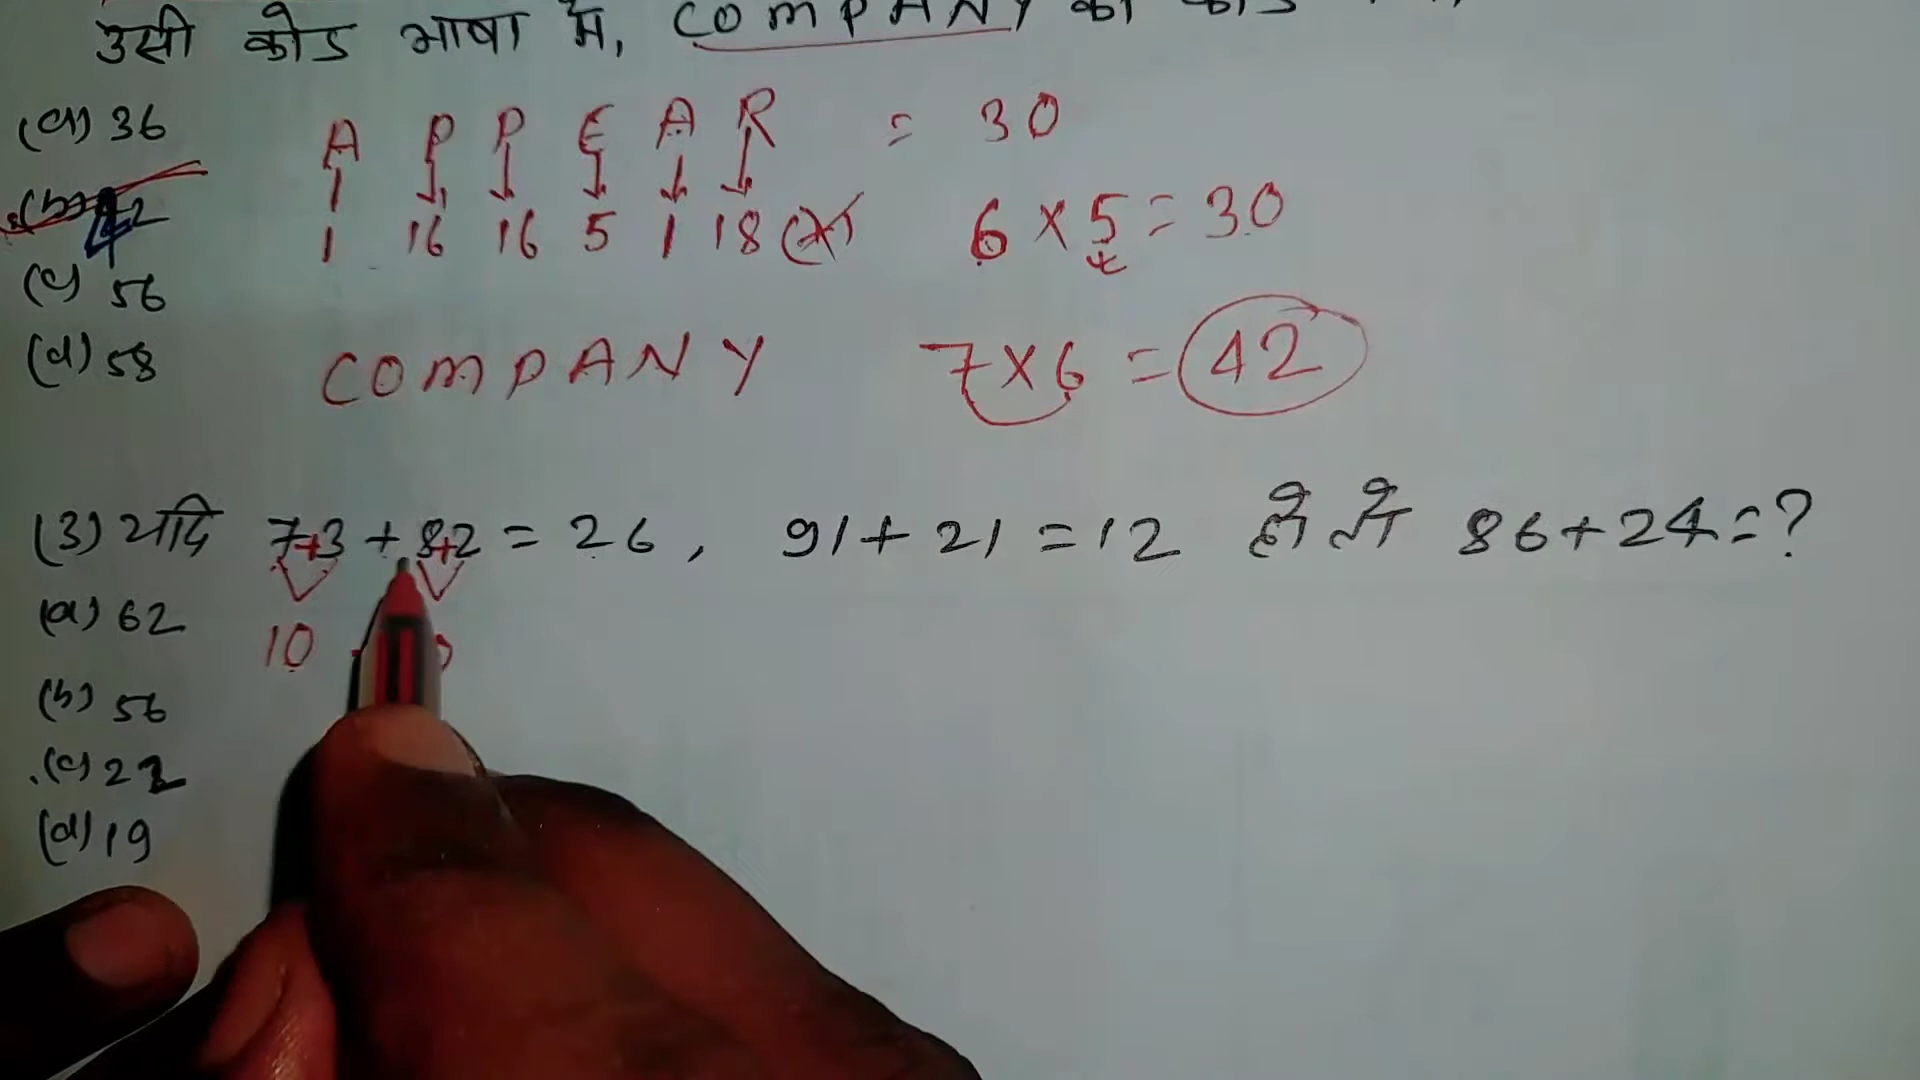 उसी कोड भाषा में, COMPANY का कोड
(a) 36
A P P E A R = 30
(b) 42
1 16 16 5 1 18 (x) 6 × 5 = 30
(c) 56
(d) 58
COMPANY 7×6 = 42
(3) यदि 73 + 82 = 26, 91 + 21 = 12 हो तो 86 + 24 = ?
(a) 62
10
(b) 56
(c) 22
(d) 19